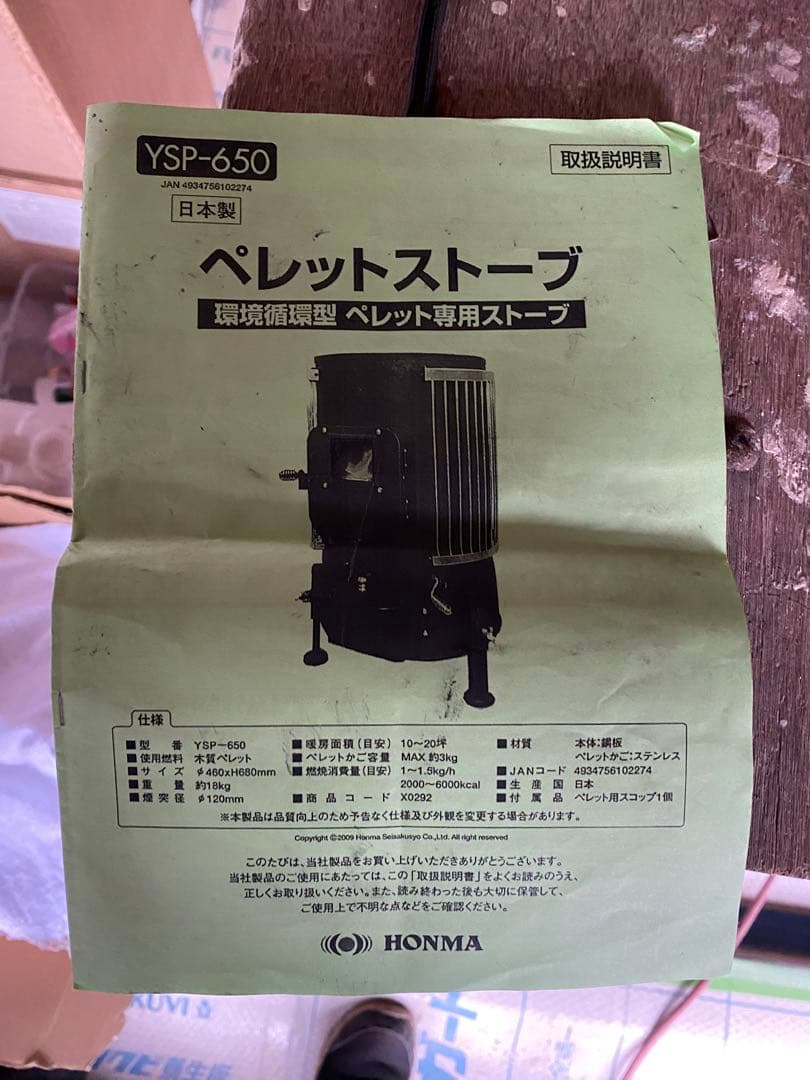 YSP-650
取扱説明書
JAN 4934756102274
日本製
ペレットストーブ
環境循環型 ペレット専用ストーブ
仕様
■型番 YSP-650 ■暖房面積(目安) 10〜20坪 ■材質 本体:鋼板
■使用燃料 木質ペレット ■ペレットかご容量 MAX 約3kg ペレットかご:ステンレス
■サイズ φ460xH680mm ■燃焼消費量(目安) 1〜1.5kg/h ■JANコード 4934756102274
■重量 約18kg 2000〜6000kcal ■生産国 日本
■煙突径 φ120mm ■商品コード X0292 ■付属品 ペレット用スコップ1個
※本製品は品質向上のため予告なく仕様及び外観を変更する場合があります。
Copyright ©2009 Honma Seisakusyo Co.,Ltd. All right reserved
このたびは、当社製品をお買い上げいただきありがとうございます。
当社製品のご使用にあたっては、この「取扱説明書」をよくお読みのうえ、
正しくお取り扱いください。また、読み終わった後も大切に保管して、
ご使用上で不明な点などをご確認ください。
HONMA